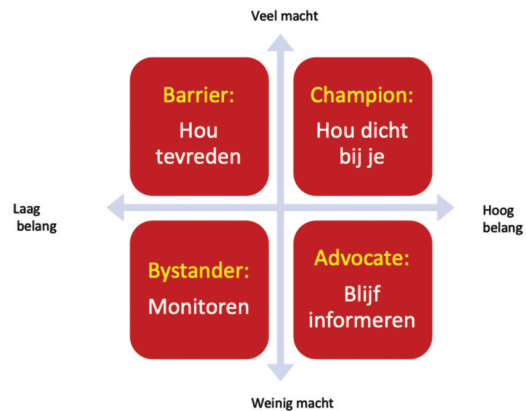 Veel macht
Barrier:
Hou
tevreden
Champion:
Hou dicht
bij je
Laag
belang
Hoog
belang
Bystander:
Monitoren
Advocate:
Blijf
informeren
Weinig macht